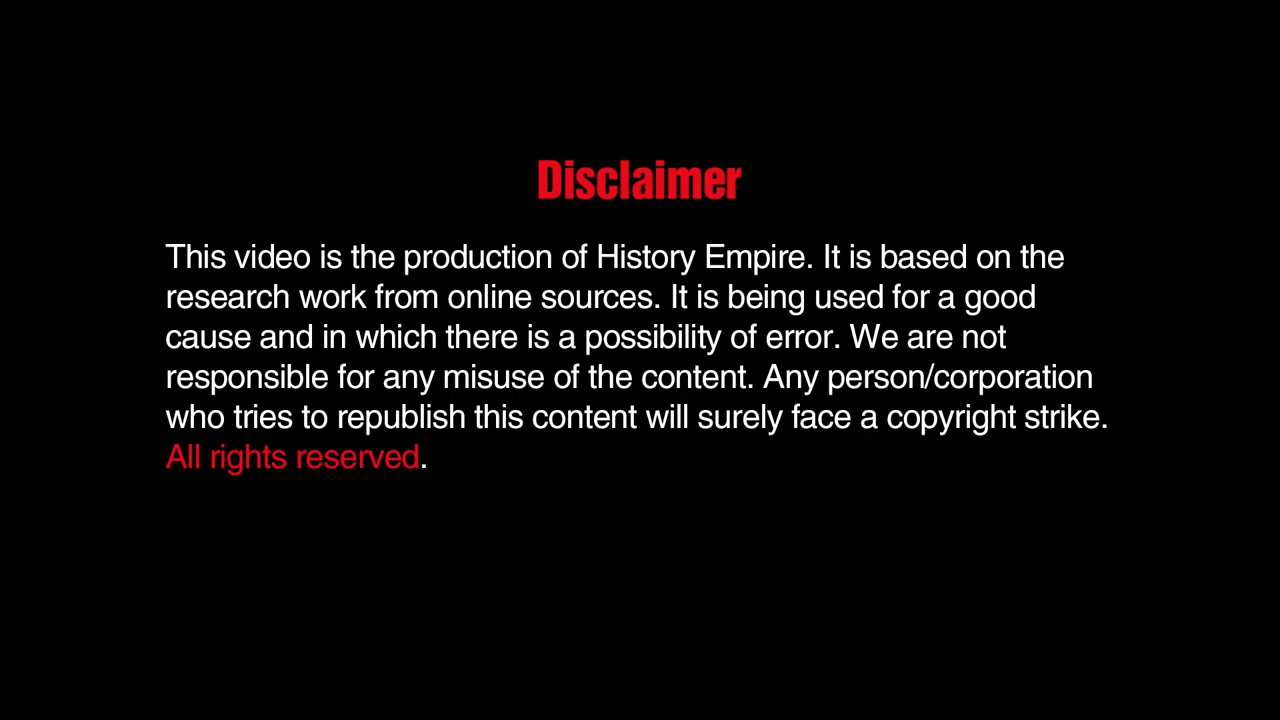 Disclaimer
This video is the production of History Empire. It is based on the
research work from online sources. It is being used for a good
cause and in which there is a possibility of error. We are not
responsible for any misuse of the content. Any person/corporation
who tries to republish this content will surely face a copyright strike.
All rights reserved.